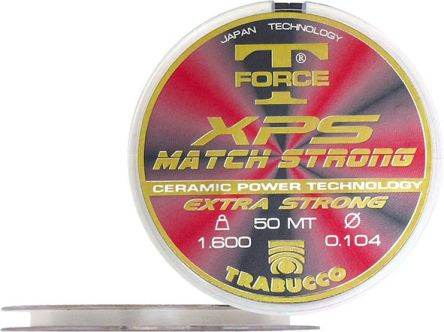 JAPAN TECHNOLOGY
T®
FORCE
XPS
MATCH STRONG
CERAMIC POWER TECHNOLOGY
EXTRA STRONG
50 MT Ø
1.600 0.104
TRABUCCO